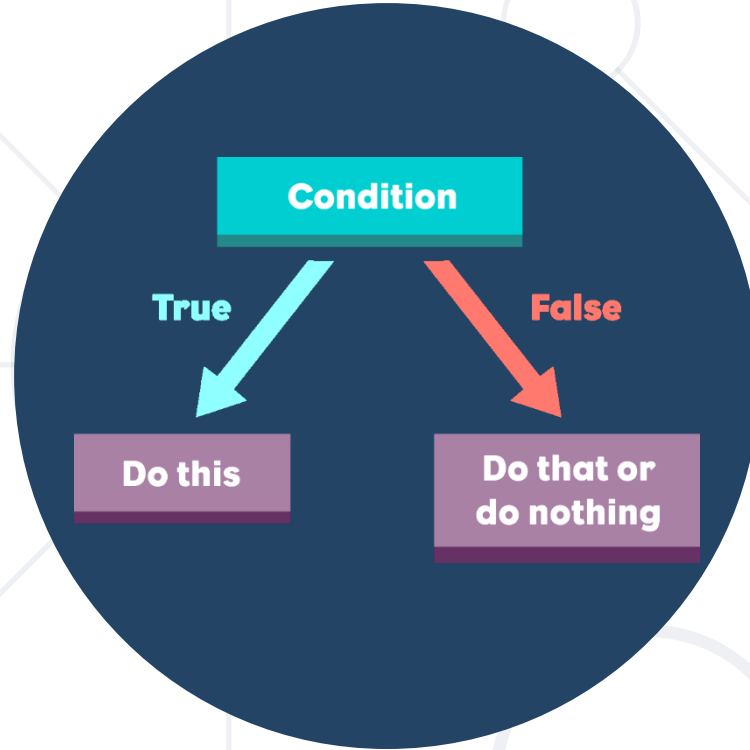 Condition
True
False
Do this
Do that or
do nothing